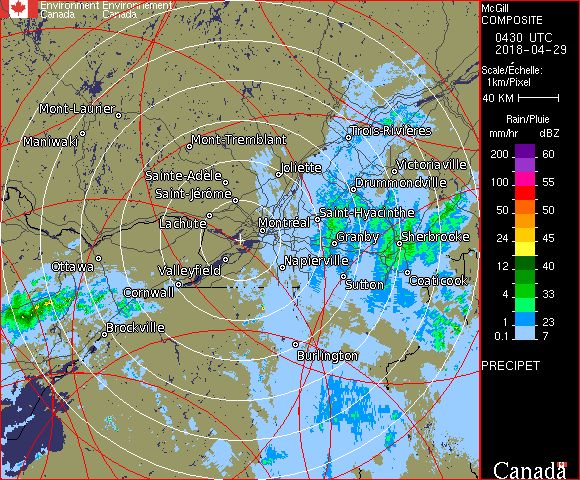 Environment Environnement
Canada Canada
McGill
COMPOSITE
0430 UTC
2018-04-29
Scale/Échelle:
1km/Pixel
40 KM
Rain/Pluie
mm/hr dBZ
200 60
100 55
50 50
24 45
12 40
8 33
4 30
1 23
0.1 7
PRECIPET
Canada
Mont-Laurier
Maniwaki
Mont-Tremblant
Trois-Rivières
Joliette
Victoriaville
Sainte-Adèle
Drummondville
Saint-Jérôme
Saint-Hyacinthe
Lachute
Montréal
Granby
Sherbrooke
Ottawa
Valleyfield
Napierville
Coaticook
Cornwall
Sutton
Brockville
Burlington